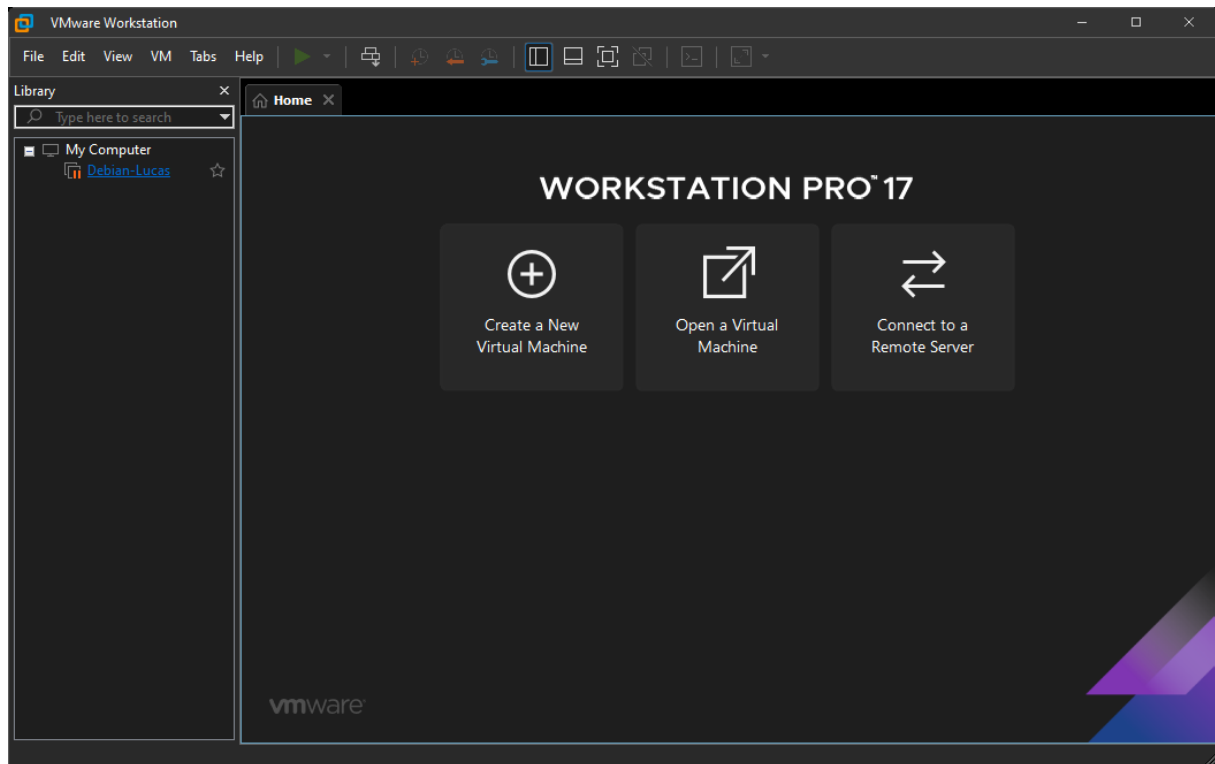 VMware Workstation
File Edit View VM Tabs Help
Library
Type here to search
My Computer
Debian-Lucas
Home
WORKSTATION PRO™ 17
Create a New
Virtual Machine
Open a Virtual
Machine
Connect to a
Remote Server
vmware